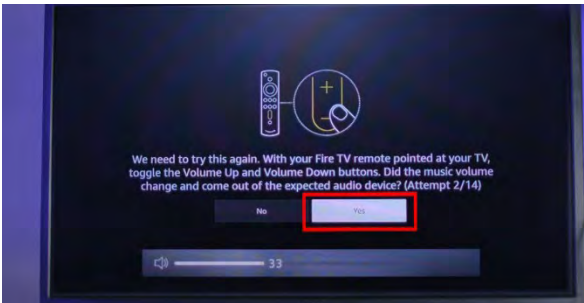 We need to try this again. With your Fire TV remote pointed at your TV,
toggle the Volume Up and Volume Down buttons. Did the music volume
change and come out of the expected audio device? (Attempt 2/14)
No
Yes
33